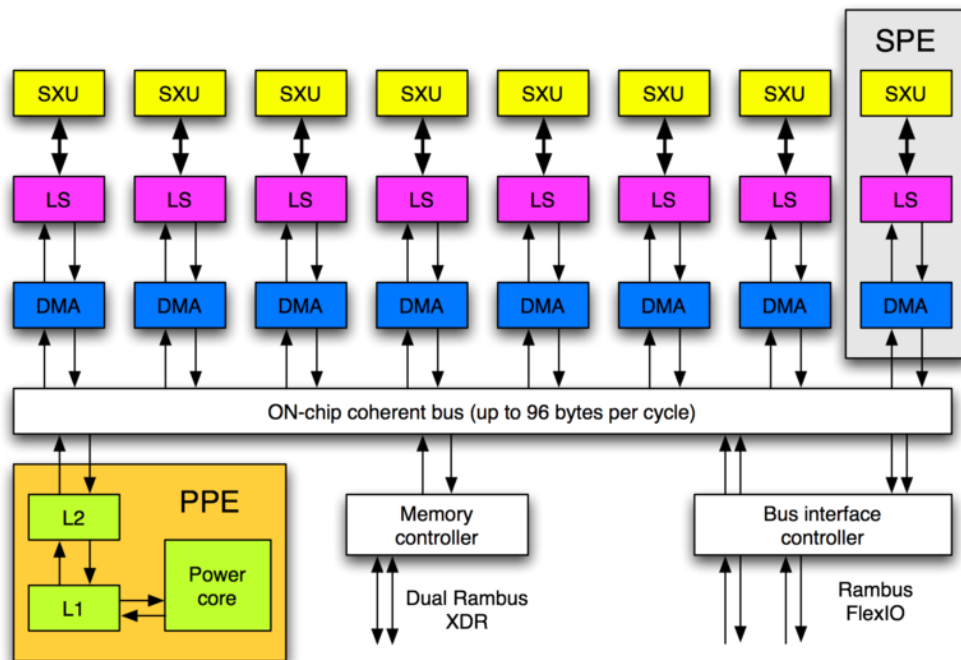 SPE
SXU SXU SXU SXU SXU SXU SXU SXU
LS LS LS LS LS LS LS LS
DMA DMA DMA DMA DMA DMA DMA DMA
ON-chip coherent bus (up to 96 bytes per cycle)
PPE
L2
L1
Power
core
Memory
controller
Dual Rambus
XDR
Bus interface
controller
Rambus
FlexIO